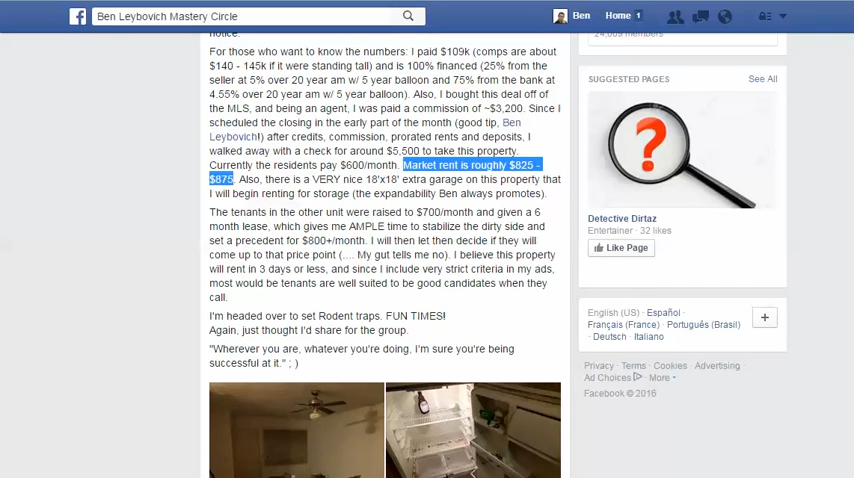 Ben Leybovich Mastery Circle
Ben
Home 1
notice.
For those who want to know the numbers: I paid $109k (comps are about
$140 - 145k if it were standing tall) and is 100% financed (25% from the
seller at 5% over 20 year am w/ 5 year balloon and 75% from the bank at
4.55% over 20 year am w/ 5 year balloon). Also, I bought this deal off of
the MLS, and being an agent, I was paid a commission of ~$3,200. Since I
scheduled the closing in the early part of the month (good tip, Ben
Leybovich!) after credits, commission, prorated rents and deposits, I
walked away with a check for around $5,500 to take this property.
Currently the residents pay $600/month. Market rent is roughly $825 -
$875. Also, there is a VERY nice 18'x18' extra garage on this property that
I will begin renting for storage (the expandability Ben always promotes).
The tenants in the other unit were raised to $700/month and given a 6
month lease, which gives me AMPLE time to stabilize the dirty side and
set a precedent for $800+/month. I will then let then decide if they will
come up to that price point (.... My gut tells me no). I believe this property
will rent in 3 days or less, and since I include very strict criteria in my ads,
most would be tenants are well suited to be good candidates when they
call.
I'm headed over to set Rodent traps. FUN TIMES!
Again, just thought I'd share for the group.
"Wherever you are, whatever you're doing, I'm sure you're being
successful at it." ; )
24,009 members
SUGGESTED PAGES
See All
Detective Dirtaz
Entertainer · 32 likes
Like Page
English (US) · Español ·
Français (France) · Português (Brasil)
· Deutsch · Italiano
Privacy · Terms · Cookies · Advertising ·
Ad Choices · More
Facebook © 2016